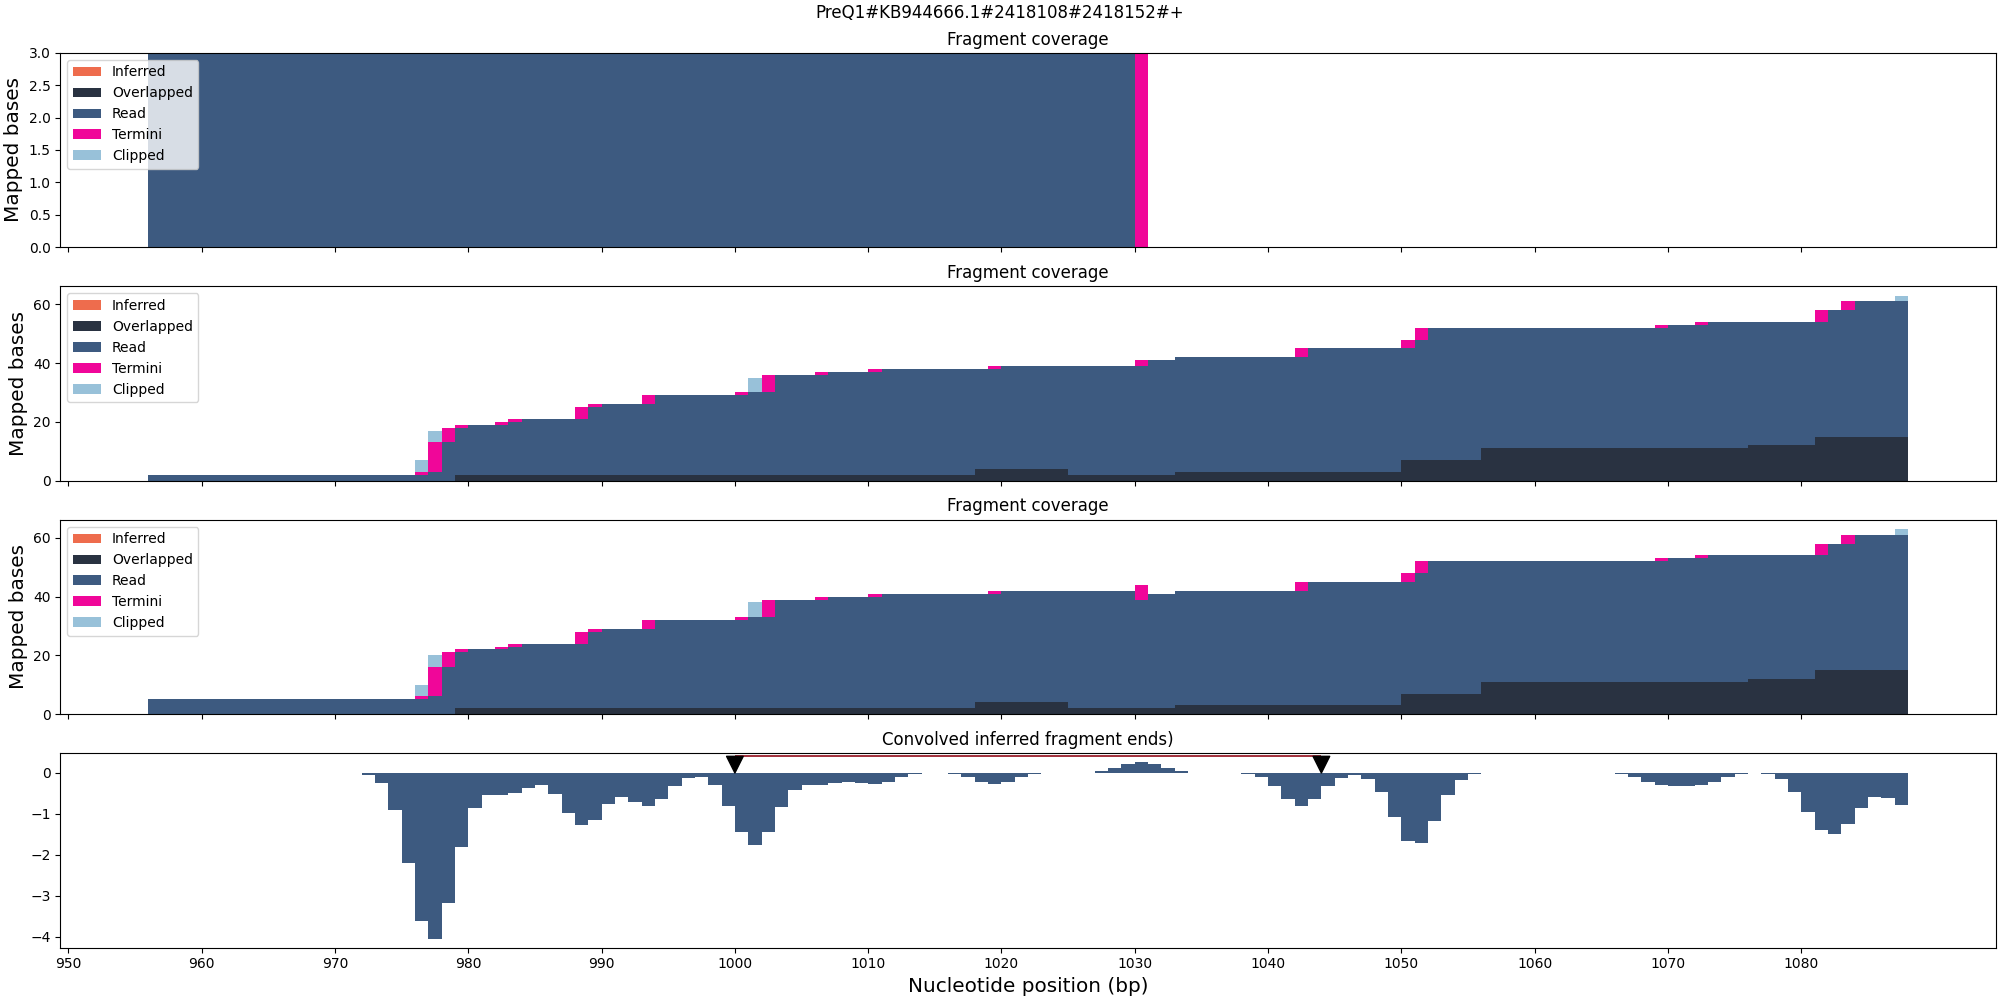 PreQ1#KB944666.1#2418108#2418152#+
Fragment coverage
Mapped bases
3.0
2.5
2.0
1.5
1.0
0.5
0.0
Inferred
Overlapped
Read
Termini
Clipped
Fragment coverage
Mapped bases
60
40
20
0
Inferred
Overlapped
Read
Termini
Clipped
Fragment coverage
Mapped bases
60
40
20
0
Inferred
Overlapped
Read
Termini
Clipped
Convolved inferred fragment ends)
0
−1
−2
−3
−4
950 960 970 980 990 1000 1010 1020 1030 1040 1050 1060 1070 1080
Nucleotide position (bp)